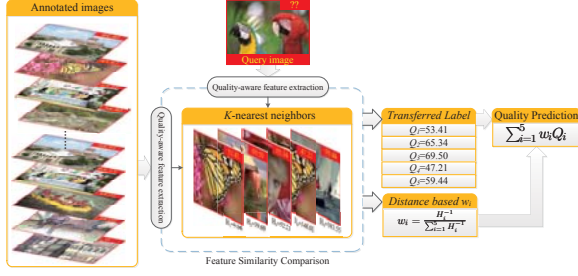 Annotated images
??
Query image
Quality-aware feature extraction
Quality-aware feature extraction
K-nearest neighbors
Transferred Label
Q₁=53.41
Q₂=65.34
Q₃=69.50
Q₄=47.21
Q₅=59.44
Quality Prediction
∑⁵ᵢ₌₁ wᵢQᵢ
Distance based wᵢ
wᵢ = Hᵢ⁻¹ / ∑⁵ᵢ₌₁ Hᵢ⁻¹
Feature Similarity Comparison